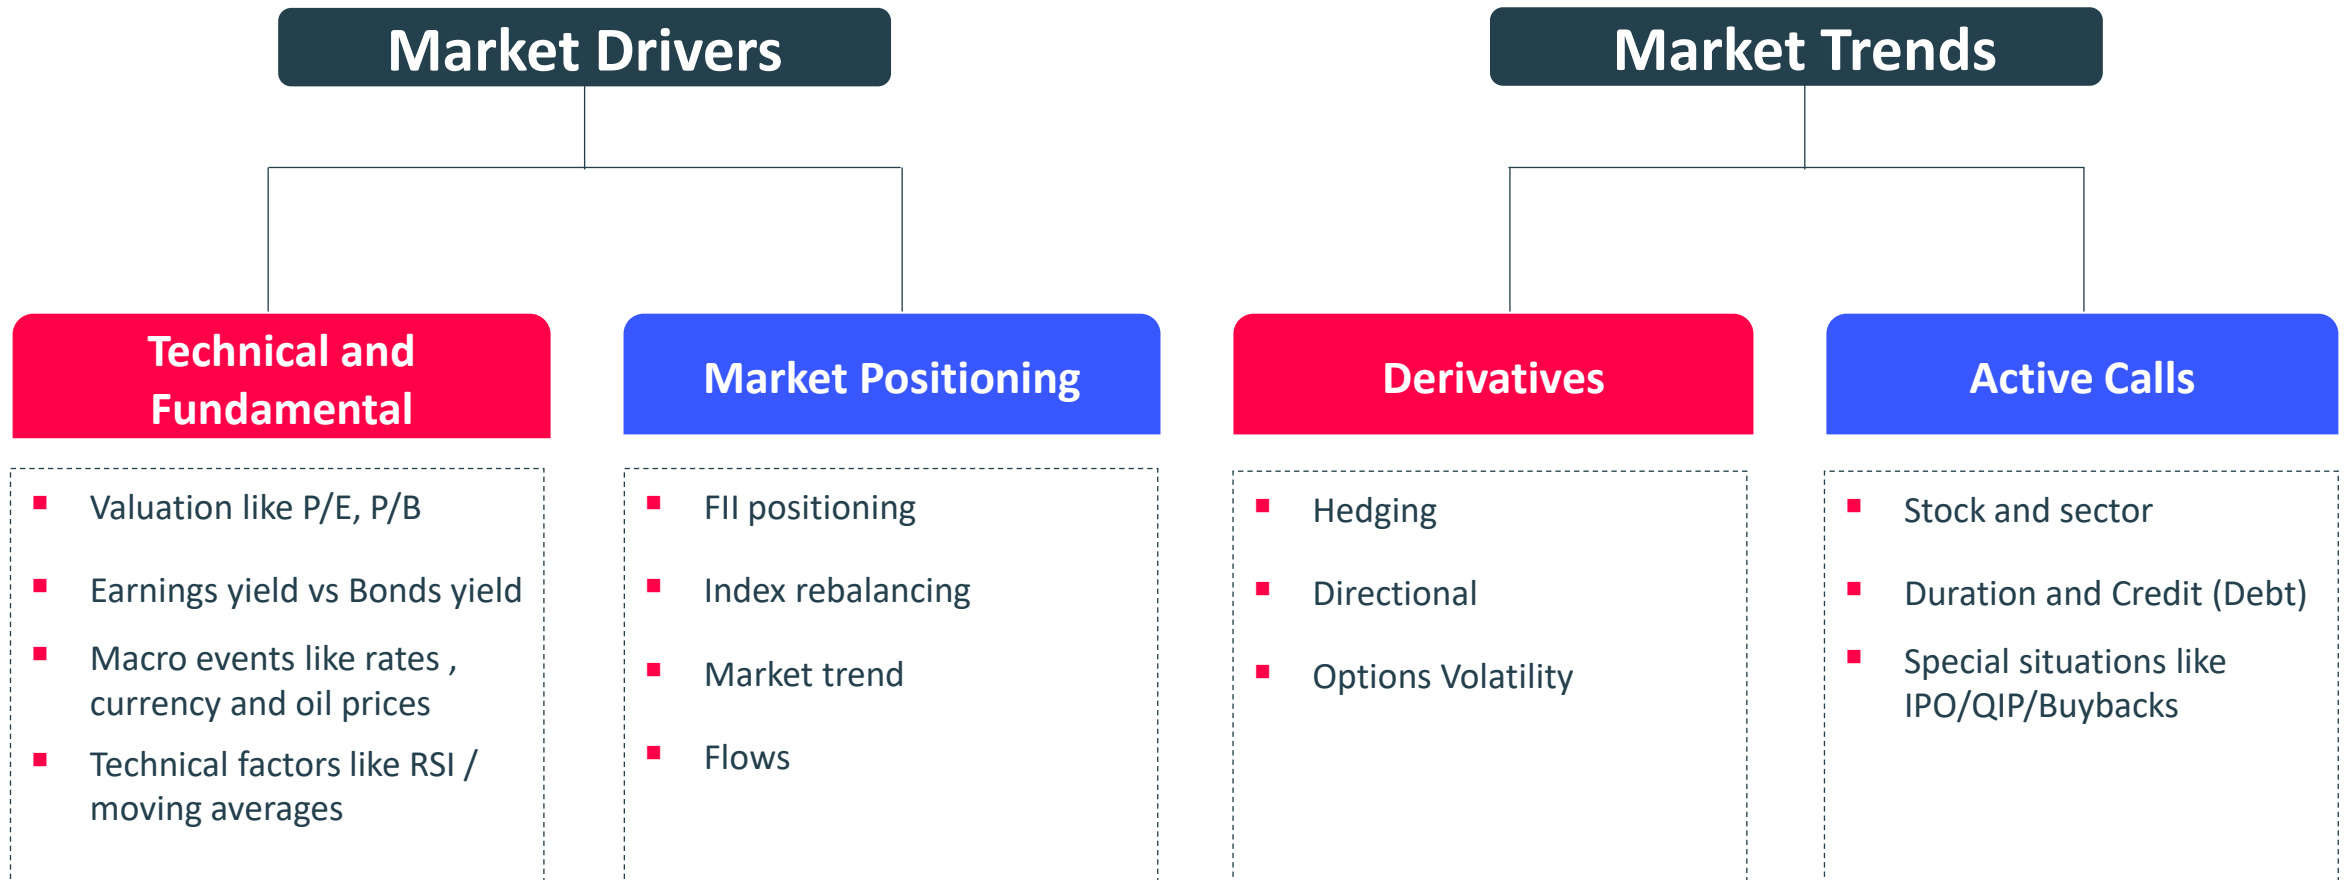 Market Drivers
Technical and
Fundamental
Valuation like P/E, P/B
Earnings yield vs Bonds yield
Macro events like rates ,
currency and oil prices
Technical factors like RSI /
moving averages
Market Positioning
FII positioning
Index rebalancing
Market trend
Flows
Market Trends
Derivatives
Hedging
Directional
Options Volatility
Active Calls
Stock and sector
Duration and Credit (Debt)
Special situations like
IPO/QIP/Buybacks